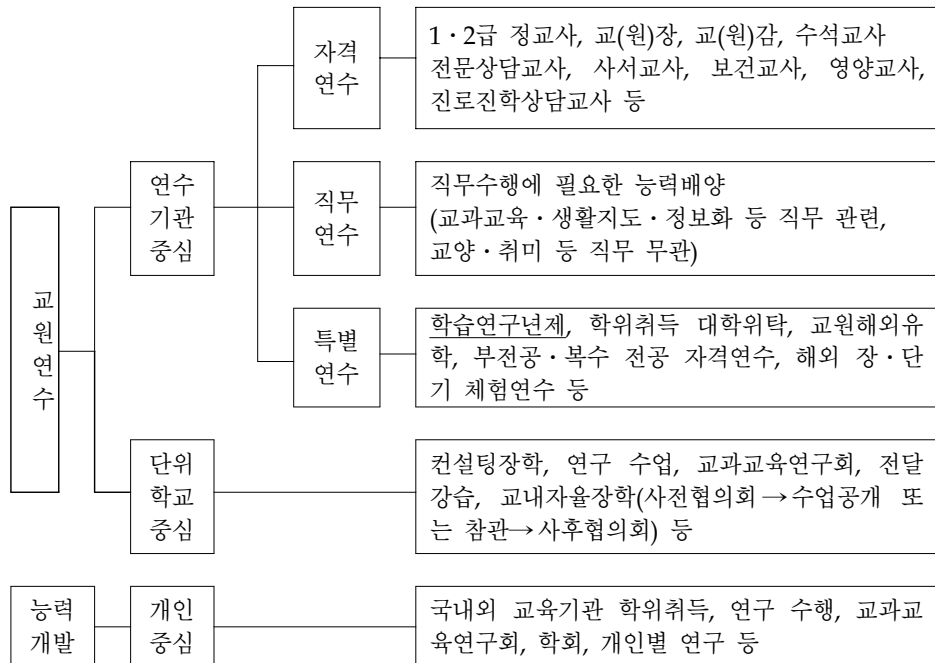 자격
연수
1・2급 정교사, 교(원)장, 교(원)감, 수석교사
전문상담교사, 사서교사, 보건교사, 영양교사,
진로진학상담교사 등
연수
기관
중심
직무
연수
직무수행에 필요한 능력배양
(교과교육・생활지도・정보화 등 직무 관련,
교양・취미 등 직무 무관)
교
원
연
수
특별
연수
학습연구년제, 학위취득 대학위탁, 교원해외유
학, 부전공・복수 전공 자격연수, 해외 장・단
기 체험연수 등
단위
학교
중심
컨설팅장학, 연구 수업, 교과교육연구회, 전달
강습, 교내자율장학(사전협의회→수업공개 또
는 참관→사후협의회) 등
능력
개발
개인
중심
국내외 교육기관 학위취득, 연구 수행, 교과교
육연구회, 학회, 개인별 연구 등